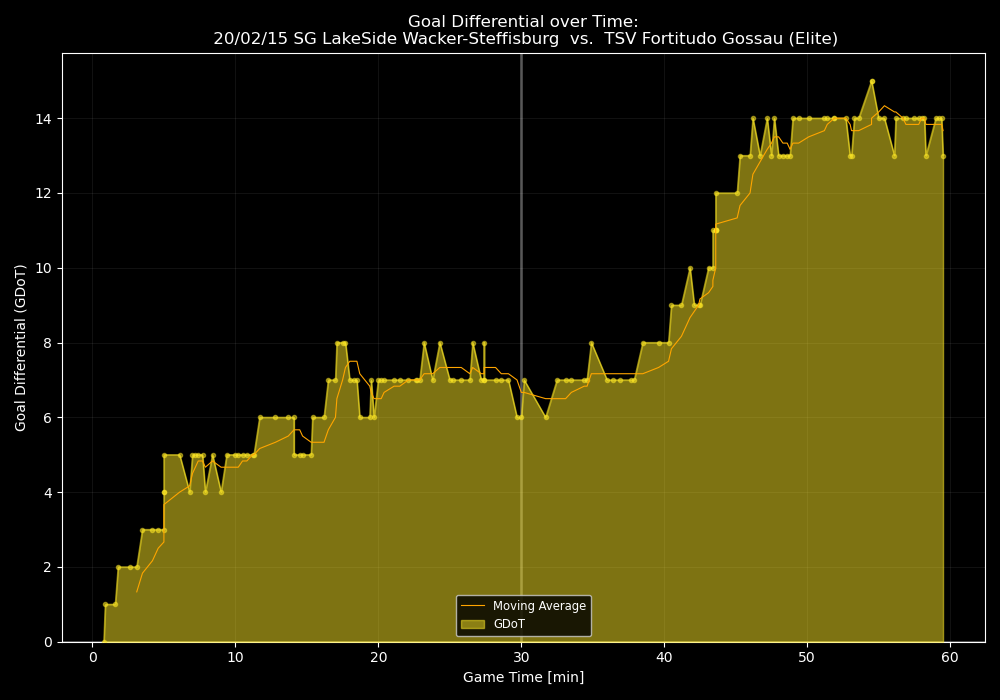 Goal Differential over Time:
20/02/15 SG LakeSide Wacker-Steffisburg  vs.  TSV Fortitudo Gossau (Elite)
Goal Differential (GDoT)
14
12
10
8
6
4
2
0
0 10 20 30 40 50 60
Game Time [min]
Moving Average
GDoT